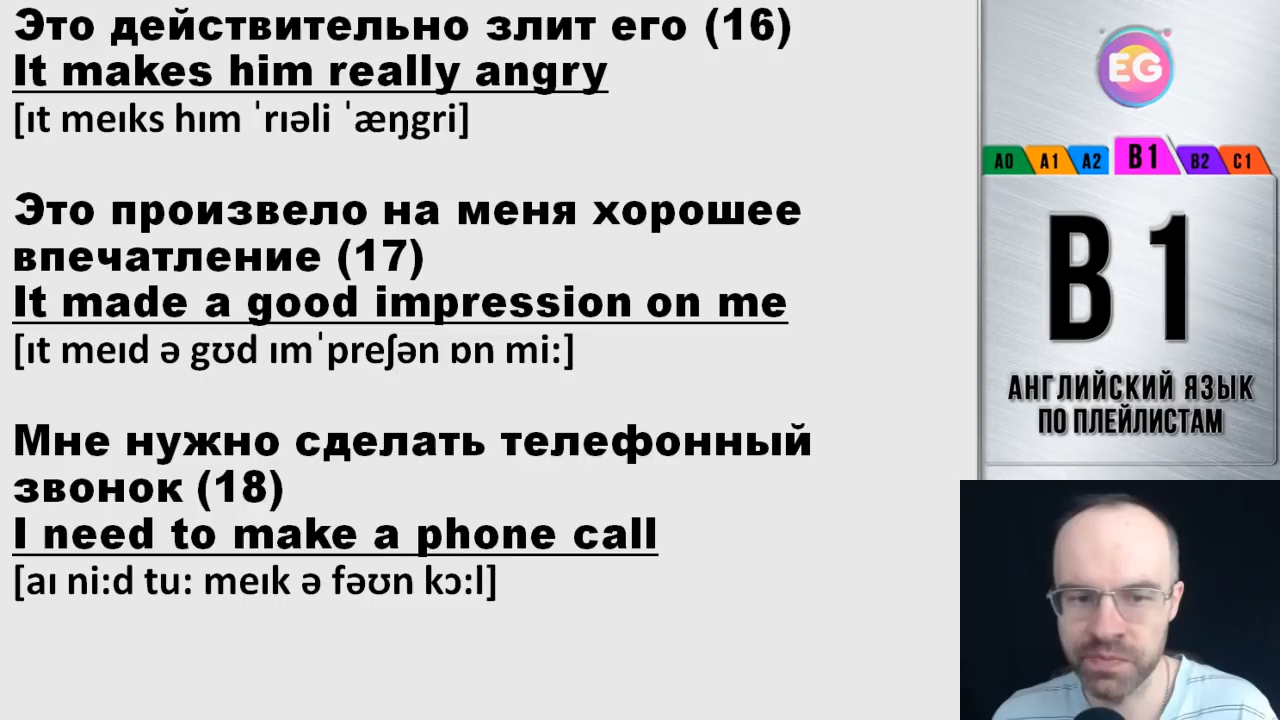 Это действительно злит его (16)
It makes him really angry
[ɪt meɪks hɪm ˈrɪəli ˈæŋgri]
Это произвело на меня хорошее
впечатление (17)
It made a good impression on me
[ɪt meɪd ə gʊd ɪmˈpreʃən ɒn mi:]
Мне нужно сделать телефонный
звонок (18)
I need to make a phone call
[aɪ ni:d tu: meɪk ə fəʊn kɔ:l]
EG
A0 A1 A2 B1 B2 C1
B1
АНГЛИЙСКИЙ ЯЗЫК
ПО ПЛЕЙЛИСТАМ